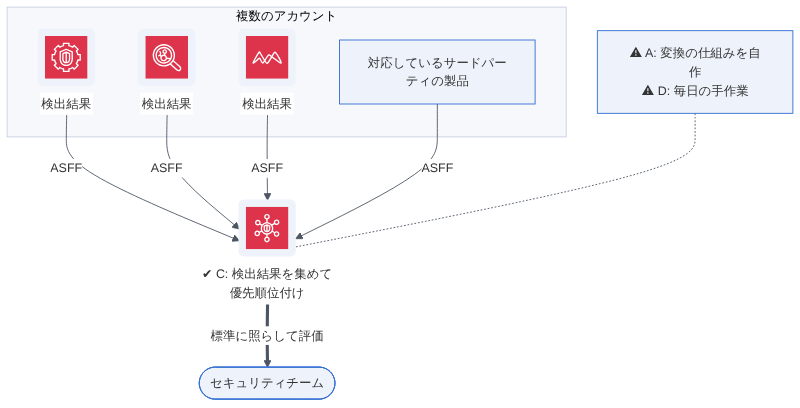 複数のアカウント
検出結果
検出結果
検出結果
対応しているサードパー
ティの製品
⚠ A: 変換の仕組みを自
作
⚠ D: 毎日の手作業
ASFF
ASFF
ASFF
ASFF
✔ C: 検出結果を集めて
優先順位付け
標準に照らして評価
セキュリティチーム